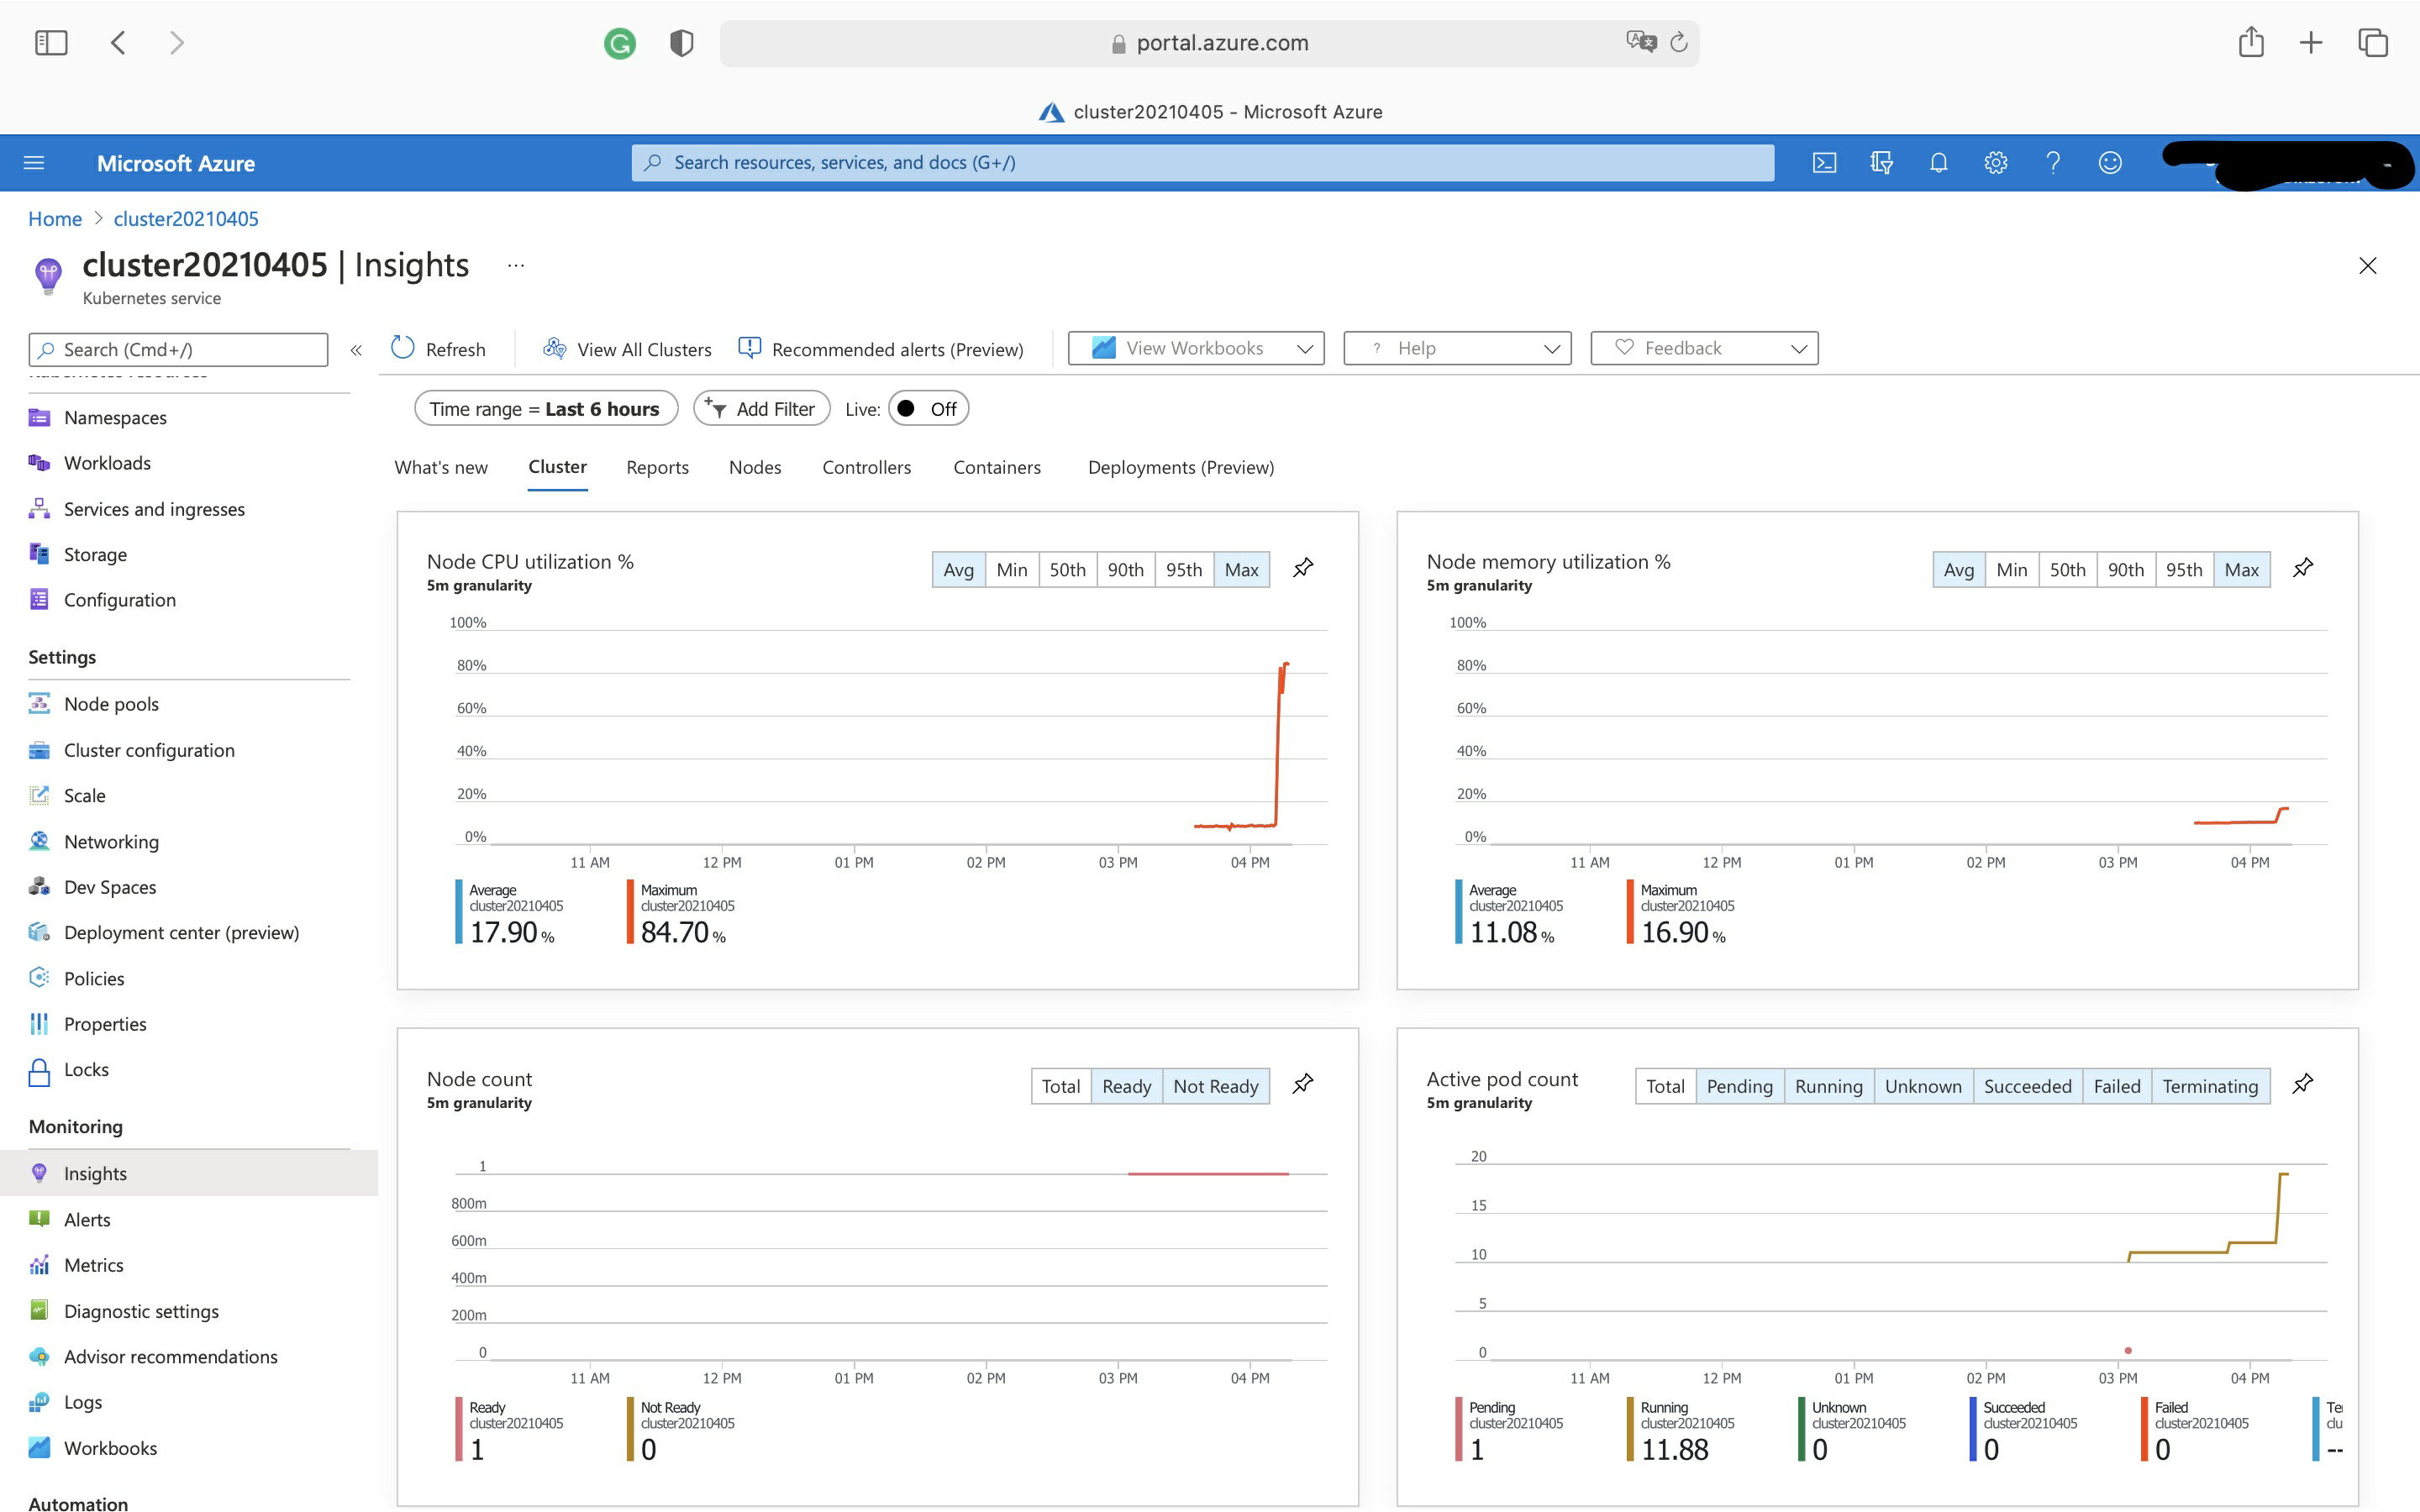 portal.azure.com
cluster20210405 - Microsoft Azure
Microsoft Azure
Search resources, services, and docs (G+/)
Home > cluster20210405
cluster20210405 | Insights ...
Kubernetes service
Search (Cmd+/)
«
Refresh
View All Clusters
Recommended alerts (Preview)
View Workbooks
? Help
Feedback
Namespaces
Workloads
Services and ingresses
Storage
Configuration
Settings
Node pools
Cluster configuration
Scale
Networking
Dev Spaces
Deployment center (preview)
Policies
Properties
Locks
Monitoring
Insights
Alerts
Metrics
Diagnostic settings
Advisor recommendations
Logs
Workbooks
Automation
Time range = Last 6 hours
Add Filter
Live: Off
What's new
Cluster
Reports
Nodes
Controllers
Containers
Deployments (Preview)
Node CPU utilization %
5m granularity
Avg Min 50th 90th 95th Max
100%
80%
60%
40%
20%
0%
11 AM 12 PM 01 PM 02 PM 03 PM 04 PM
Average
cluster20210405
17.90 %
Maximum
cluster20210405
84.70 %
Node memory utilization %
5m granularity
Avg Min 50th 90th 95th Max
100%
80%
60%
40%
20%
0%
11 AM 12 PM 01 PM 02 PM 03 PM 04 PM
Average
cluster20210405
11.08 %
Maximum
cluster20210405
16.90 %
Node count
5m granularity
Total Ready Not Ready
1
800m
600m
400m
200m
0
11 AM 12 PM 01 PM 02 PM 03 PM 04 PM
Ready
cluster20210405
1
Not Ready
cluster20210405
0
Active pod count
5m granularity
Total Pending Running Unknown Succeeded Failed Terminating
20
15
10
5
0
11 AM 12 PM 01 PM 02 PM 03 PM 04 PM
Pending
cluster20210405
1
Running
cluster20210405
11.88
Unknown
cluster20210405
0
Succeeded
cluster20210405
0
Failed
cluster20210405
0
--